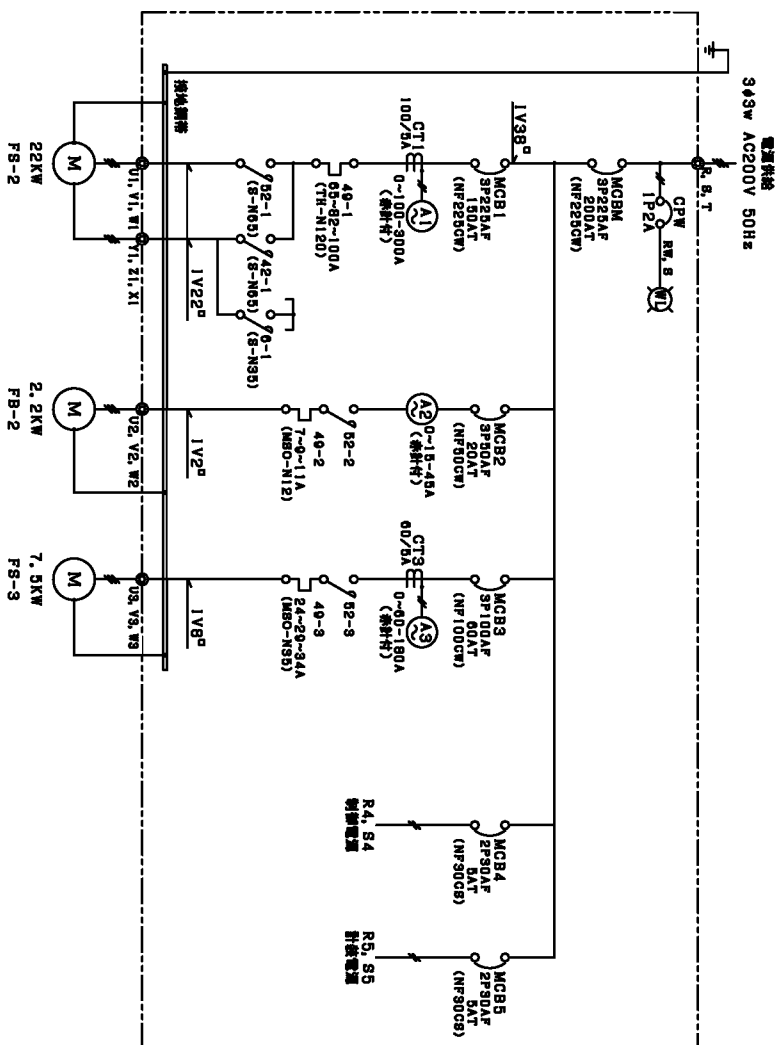 電源供給
3φ3w AC200V 50Hz
R, S, T
CPW
1P2A
RW, S
WL
MCBM
3P225AF
200AT
(NF225CW)
IV38□
MCB1
3P225AF
150AT
(NF225CW)
CT1
100/5A
A1
0~100-300A
(赤針付)
49-1
65~82~100A
(TH-N120)
52-1
(S-N65)
42-1
(S-N65)
6-1
(S-N35)
IV22□
接地銅帯
U1, V1, W1
Y1, Z1, X1
M
22KW
FS-2
MCB2
3P50AF
20AT
(NF50CW)
A2
0~15-45A
(赤針付)
52-2
49-2
7~9~11A
(MSO-N12)
IV2□
U2, V2, W2
M
2.2KW
FB-2
MCB3
3P100AF
60AT
(NF100CW)
CT3
60/5A
A3
0~60-180A
(赤針付)
52-3
49-3
24~29~34A
(MSO-N35)
IV8□
U3, V3, W3
M
7.5KW
FS-3
MCB4
2P30AF
5AT
(NF30CS)
R4, S4
制御電源
MCB5
2P30AF
5AT
(NF30CS)
R5, S5
計装電源